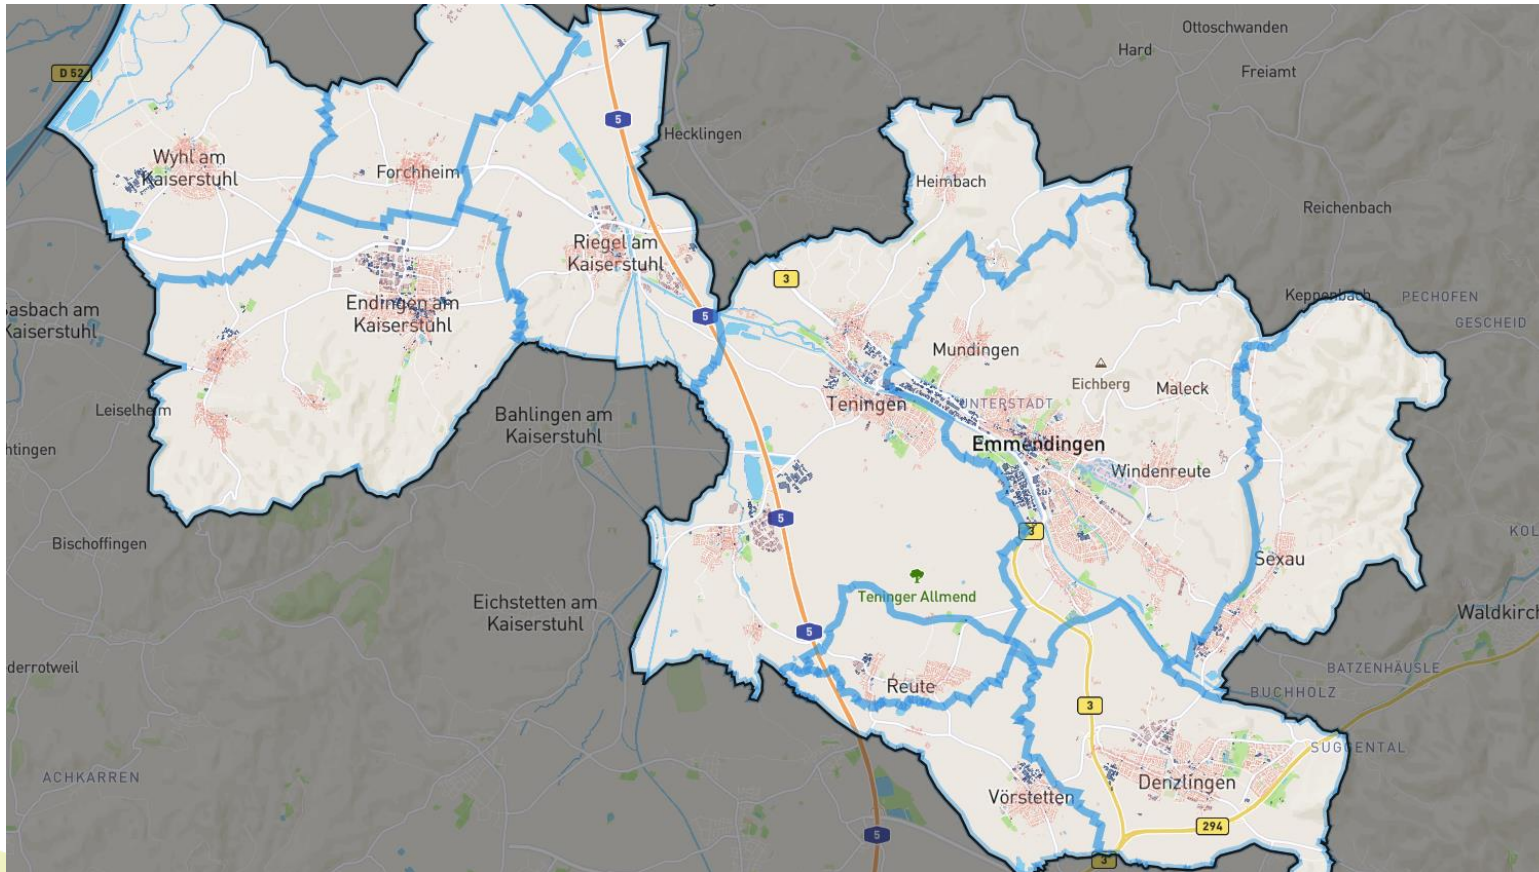 Ottoschwanden
Hard
Freiamt
D 52
5
Hecklingen
Wyhl am
Kaiserstuhl
Forchheim
Heimbach
Reichenbach
Riegel am
Kaiserstuhl
3
Keppenbach
PECHOFEN
Sasbach am
Kaiserstuhl
Endingen am
Kaiserstuhl
5
GESCHEID
Mundingen
Eichberg
Maleck
Leiselheim
Teningen
UNTERSTADT
Bahlingen am
Kaiserstuhl
Emmendingen
htingen
Windenreute
5
3
Bischoffingen
KOL
Sexau
Teninger Allmend
Eichstetten am
Kaiserstuhl
Waldkirch
5
derrotweil
BATZENHÄUSLE
Reute
BUCHHOLZ
3
SUGGENTAL
ACHKARREN
Denzlingen
Vörstetten
294
5
3